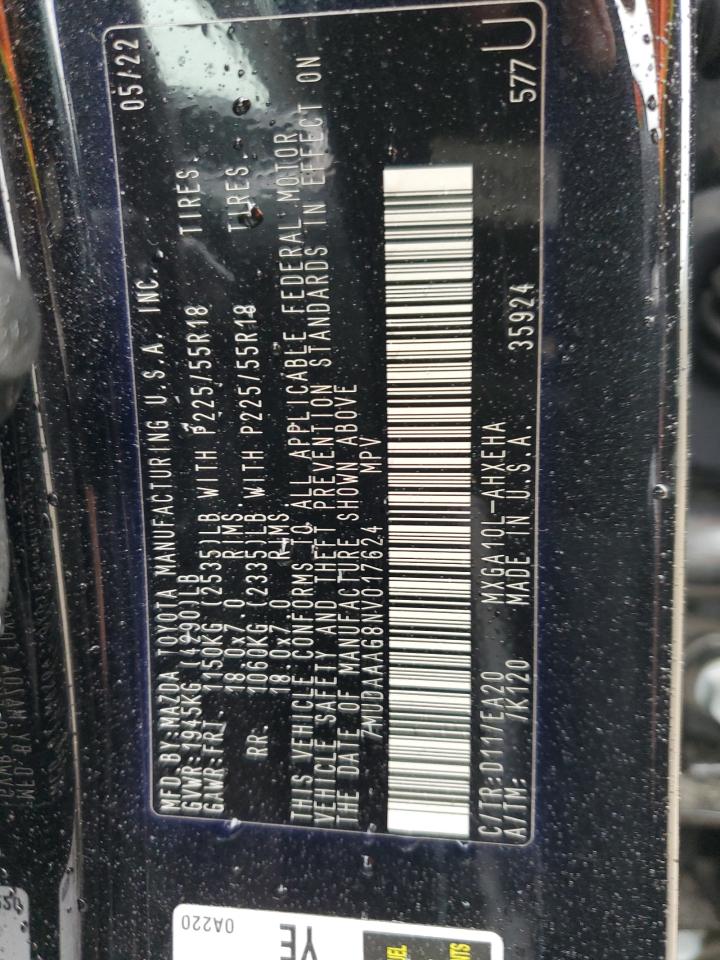 MFD.BY:MAZDA TOYOTA MANUFACTURING U.S.A. INC. 05/22
GVWR:1945KG (4290)LB
GAWR:FRT. 1150KG (2535)LB WITH P225/55R18 TIRES.
18.0x7.0 RIMS.
RR. 1060KG (2335)LB WITH P225/55R18 TIRES.
18.0x7.0 RIMS.
THIS VEHICLE CONFORMS TO ALL APPLICABLE FEDERAL MOTOR
VEHICLE SAFETY AND THEFT PREVENTION STANDARDS IN EFFECT ON
THE DATE OF MANUFACTURE SHOWN ABOVE
7MUDAAAG8NV017624 MPV
C/TR:D11/EA20 MXGA10L-AHXEHA 35924 577 U
A/TM: /K120 MADE IN U.S.A.
0A220
YE